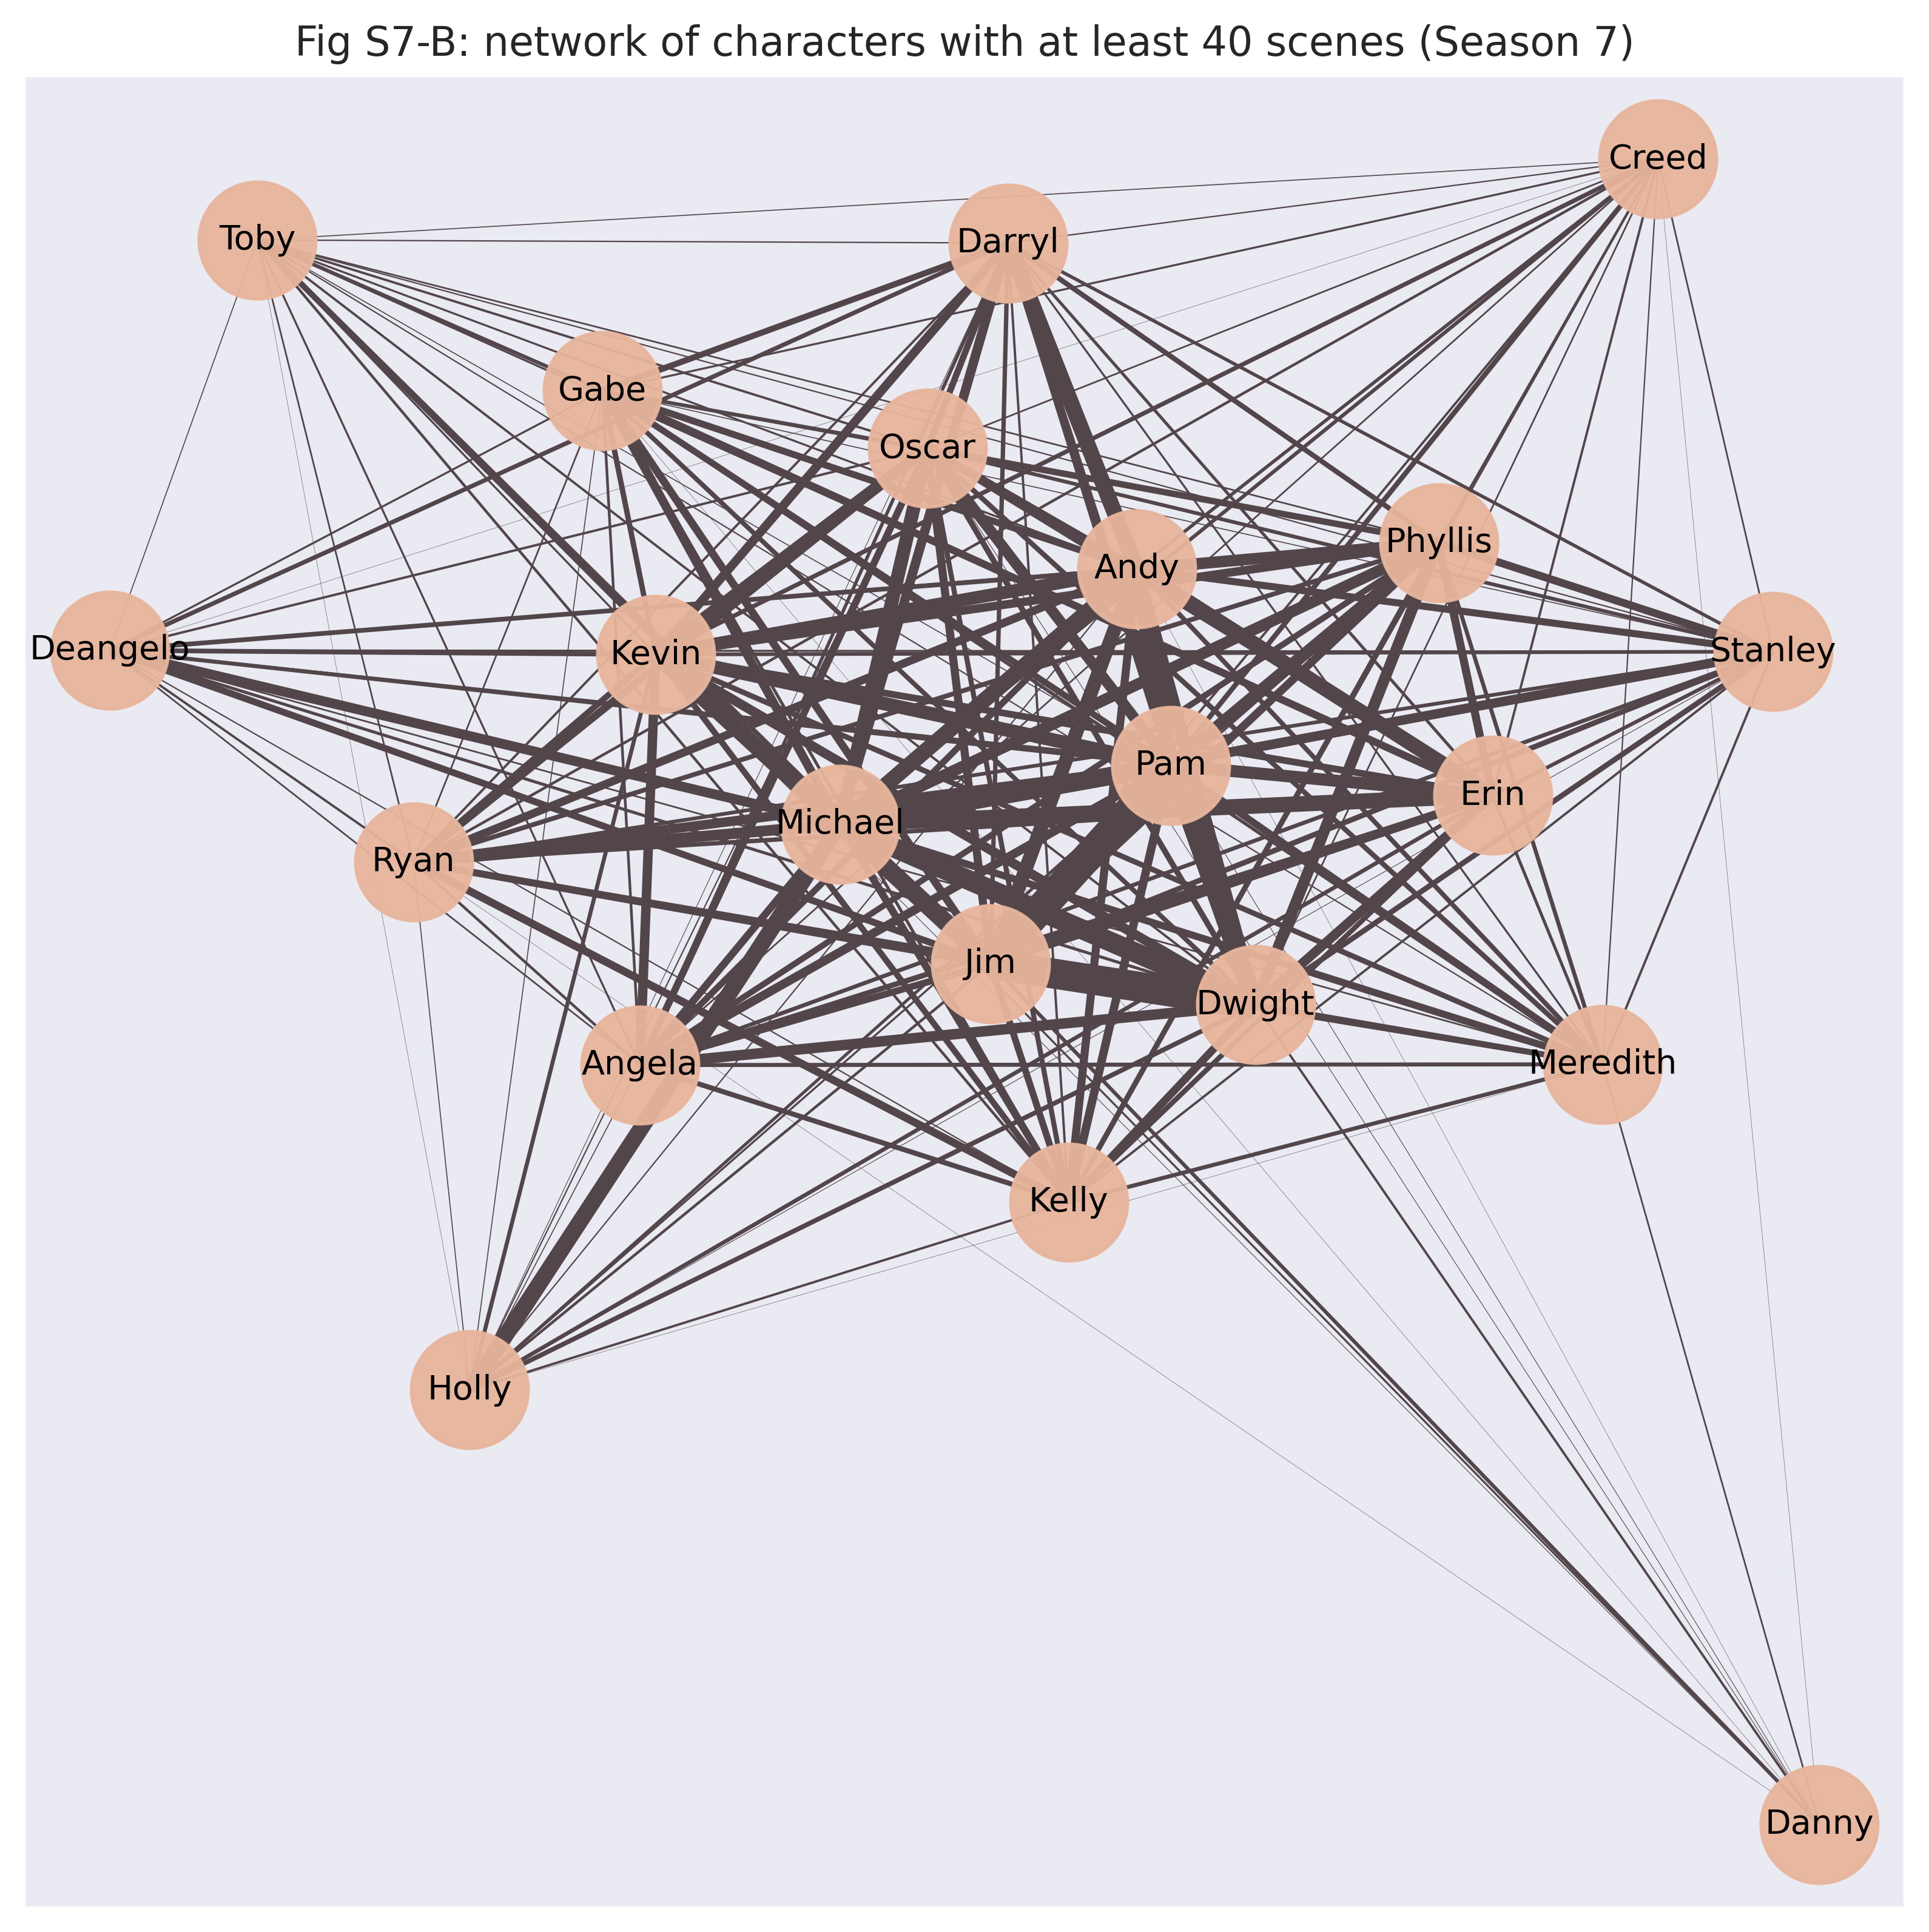 Fig S7-B: network of characters with at least 40 scenes (Season 7)
Creed
Toby
Darryl
Gabe
Oscar
Phyllis
Andy
Deangelo
Kevin
Stanley
Pam
Erin
Michael
Ryan
Jim
Dwight
Angela
Meredith
Kelly
Holly
Danny